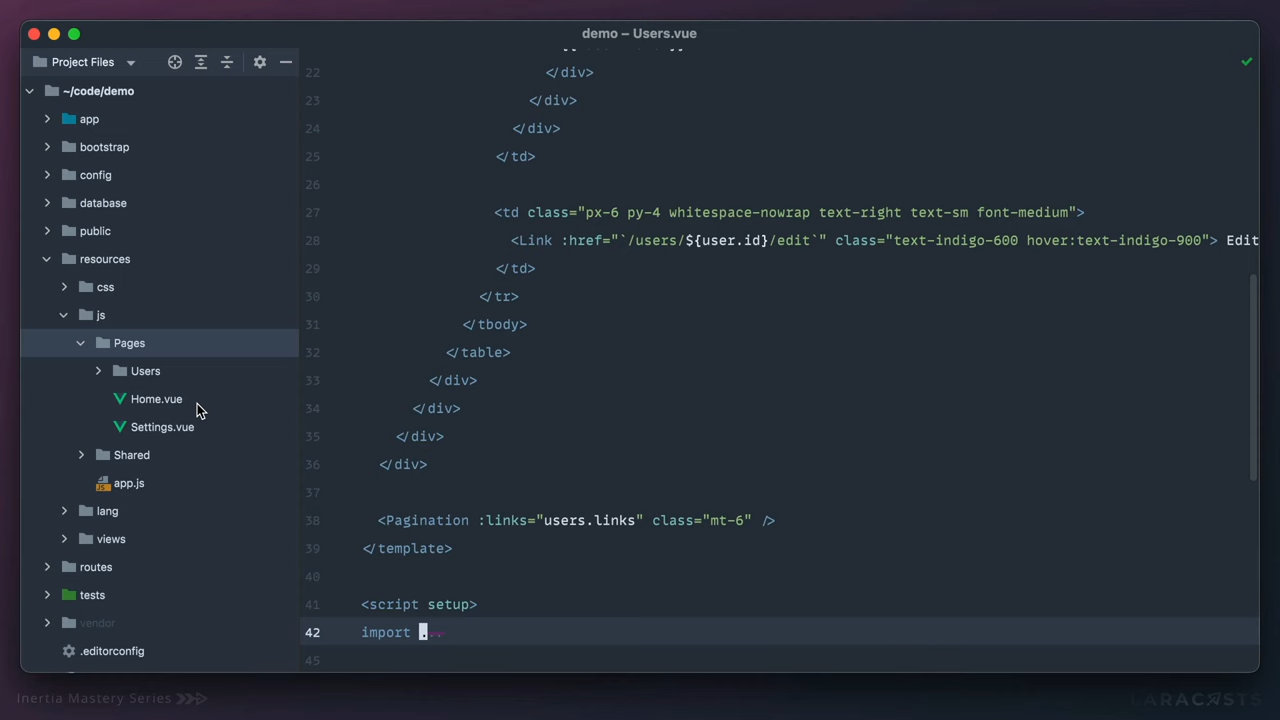 demo – Users.vue
Project Files
~/code/demo
app
bootstrap
config
database
public
resources
css
js
Pages
Users
Home.vue
Settings.vue
Shared
JS app.js
lang
views
routes
tests
vendor
.editorconfig
22 </div>
23 </div>
24 </div>
25 </td>
26
27 <td class="px-6 py-4 whitespace-nowrap text-right text-sm font-medium">
28 <Link :href="`/users/${user.id}/edit`" class="text-indigo-600 hover:text-indigo-900"> Edit
29 </td>
30 </tr>
31 </tbody>
32 </table>
33 </div>
34 </div>
35 </div>
36 </div>
37
38 <Pagination :links="users.links" class="mt-6" />
39 </template>
40
41 <script setup>
42 import ...
45
Inertia Mastery Series
LARACASTS